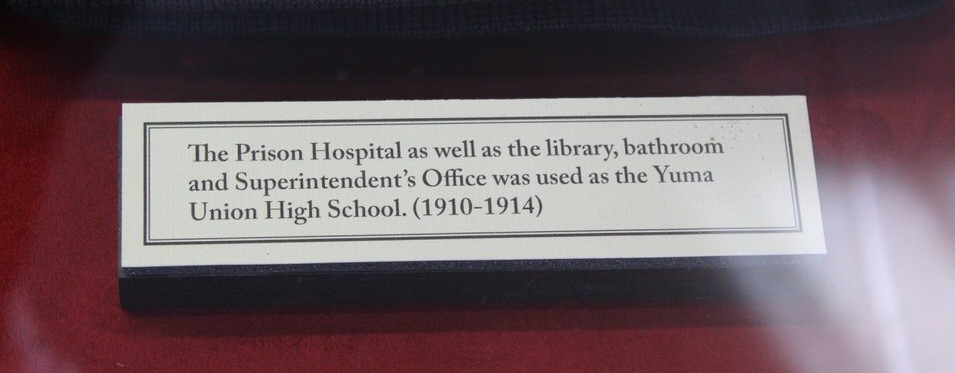 The Prison Hospital as well as the library, bathroom
and Superintendent’s Office was used as the Yuma
Union High School. (1910-1914)